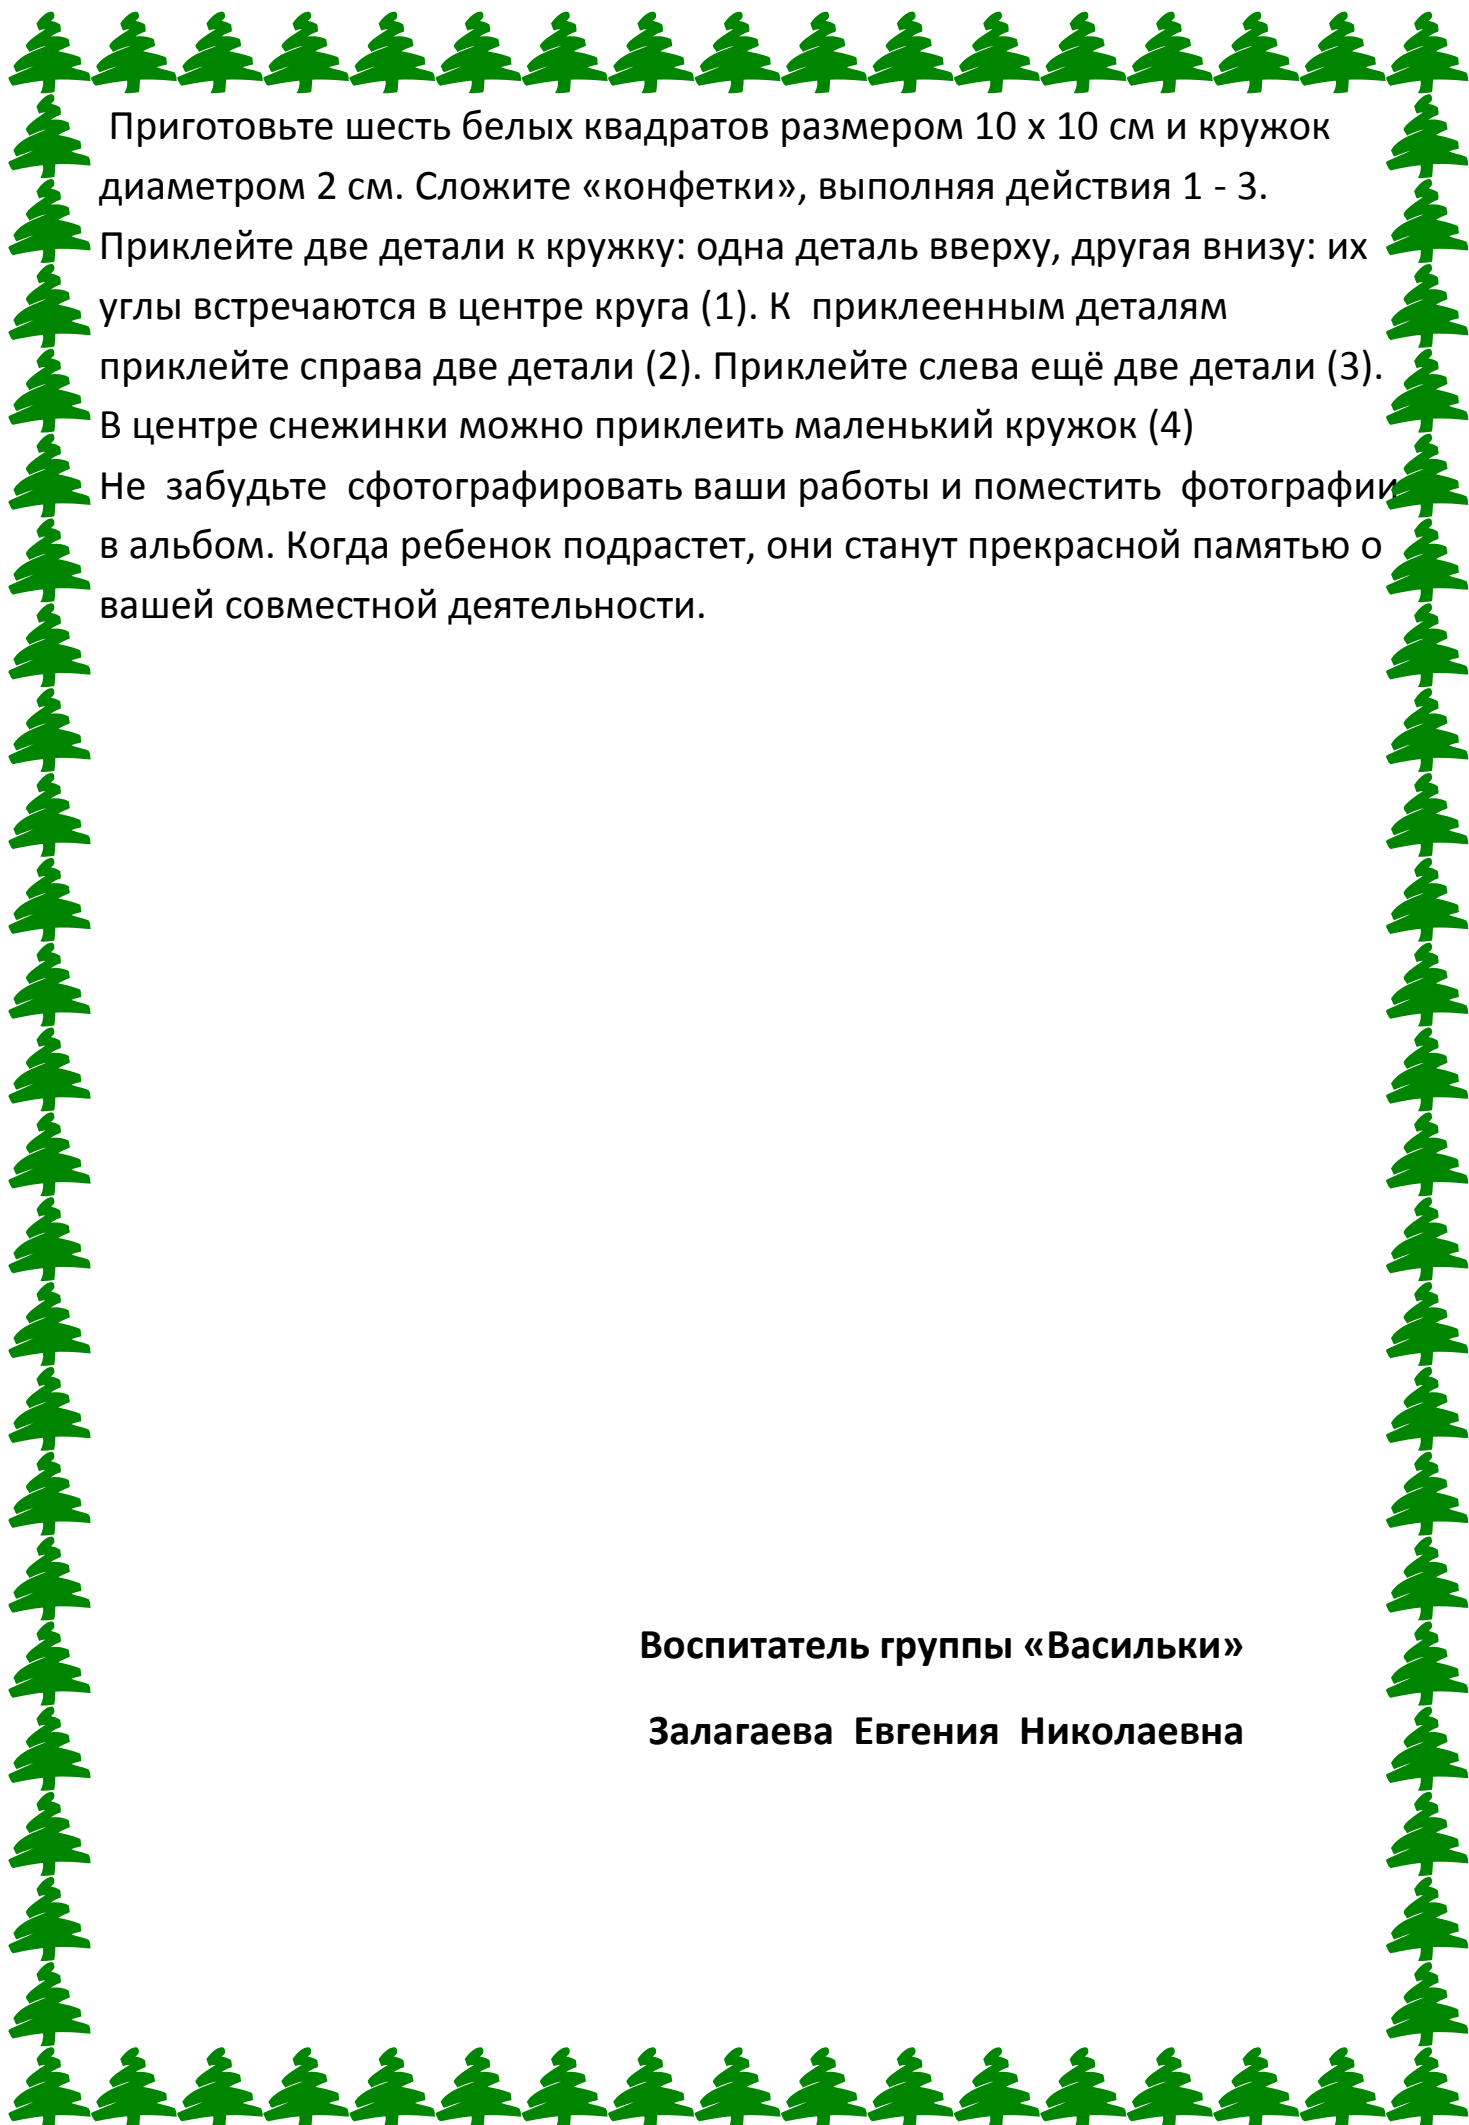 Приготовьте шесть белых квадратов размером 10 х 10 см и кружок
диаметром 2 см. Сложите «конфетки», выполняя действия 1 - 3.
Приклейте две детали к кружку: одна деталь вверху, другая внизу: их
углы встречаются в центре круга (1). К  приклеенным деталям
приклейте справа две детали (2). Приклейте слева ещё две детали (3).
В центре снежинки можно приклеить маленький кружок (4)
Не  забудьте  сфотографировать ваши работы и поместить  фотографии
в альбом. Когда ребенок подрастет, они станут прекрасной памятью о
вашей совместной деятельности.
Воспитатель группы «Васильки»
Залагаева  Евгения  Николаевна